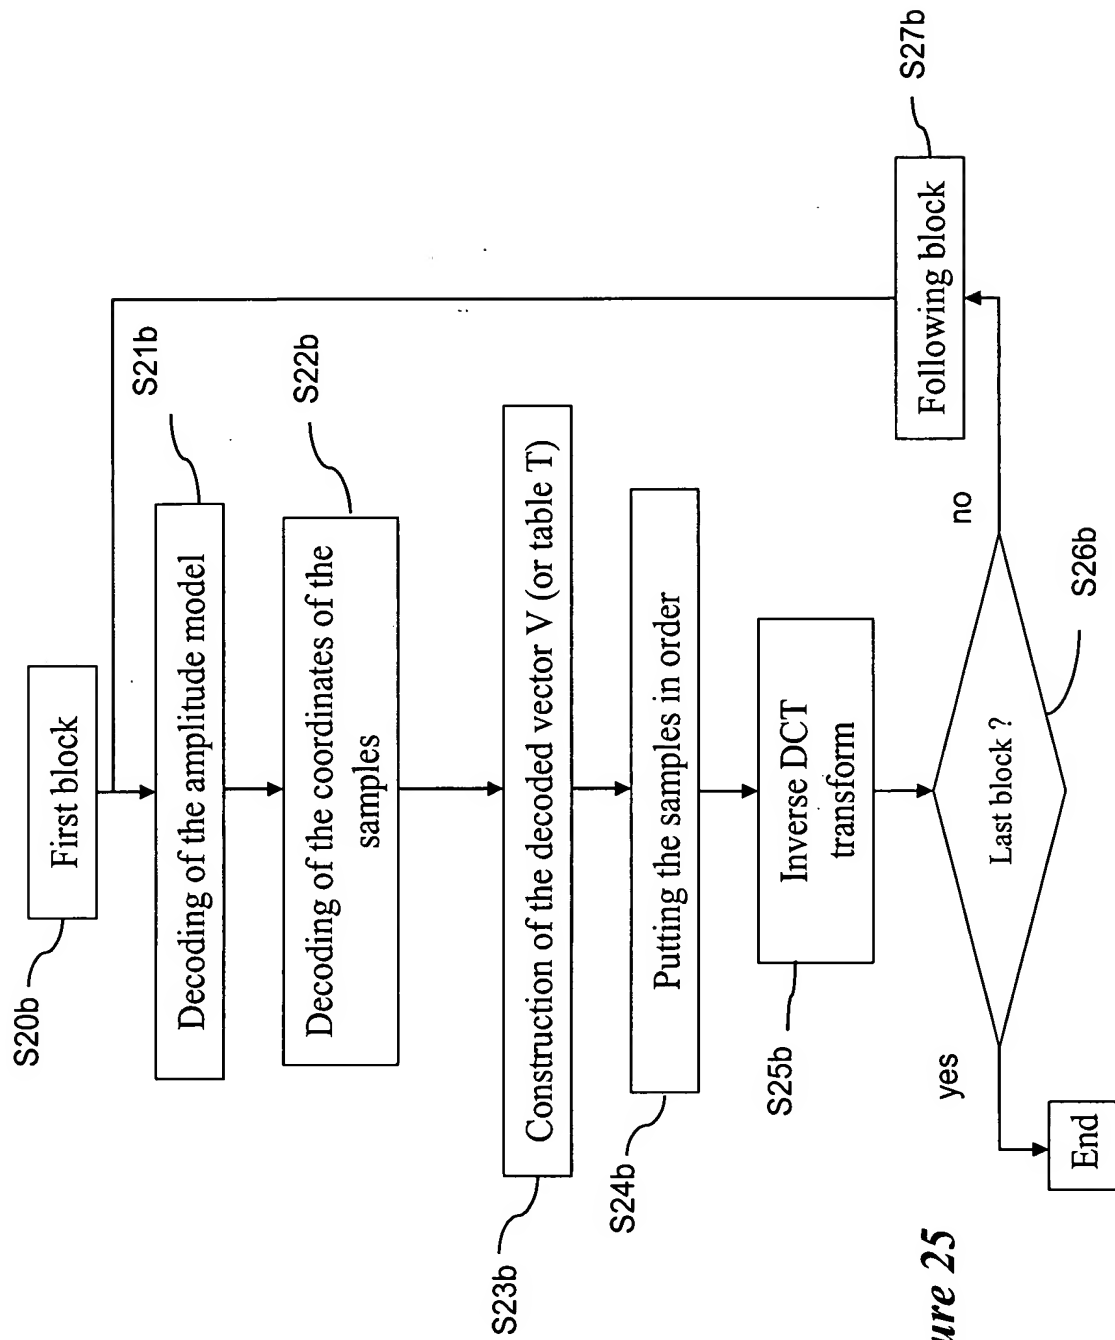 S20b
First block
Decoding of the amplitude model
S21b
Decoding of the coordinates of the
samples
S22b
S23b
Construction of the decoded vector V (or table T)
S24b
Putting the samples in order
S25b
Inverse DCT
transform
Last block ?
S26b
yes
no
Following block
S27b
End
ure 25